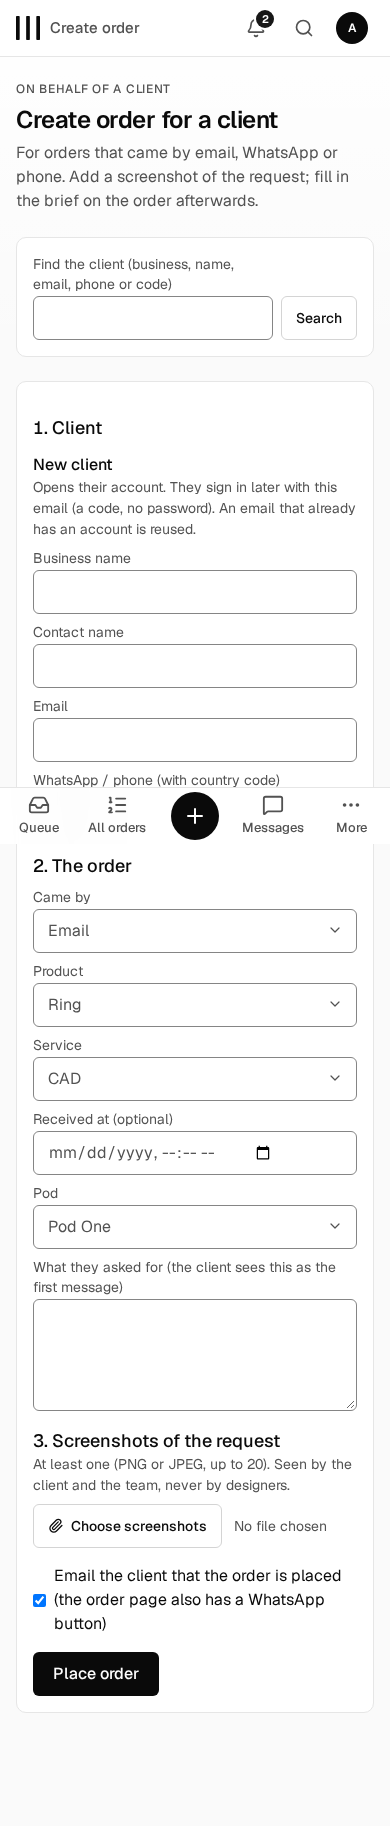 Create order
2
A
ON BEHALF OF A CLIENT
Create order for a client
For orders that came by email, WhatsApp or
phone. Add a screenshot of the request; fill in
the brief on the order afterwards.
Find the client (business, name,
email, phone or code)
Search
1. Client
New client
Opens their account. They sign in later with this
email (a code, no password). An email that already
has an account is reused.
Business name
Contact name
Email
WhatsApp / phone (with country code)
Queue
All orders
Messages
More
2. The order
Came by
Email
Product
Ring
Service
CAD
Received at (optional)
mm/dd/yyyy, --:-- --
Pod
Pod One
What they asked for (the client sees this as the
first message)
3. Screenshots of the request
At least one (PNG or JPEG, up to 20). Seen by the
client and the team, never by designers.
Choose screenshots
No file chosen
Email the client that the order is placed
(the order page also has a WhatsApp
button)
Place order